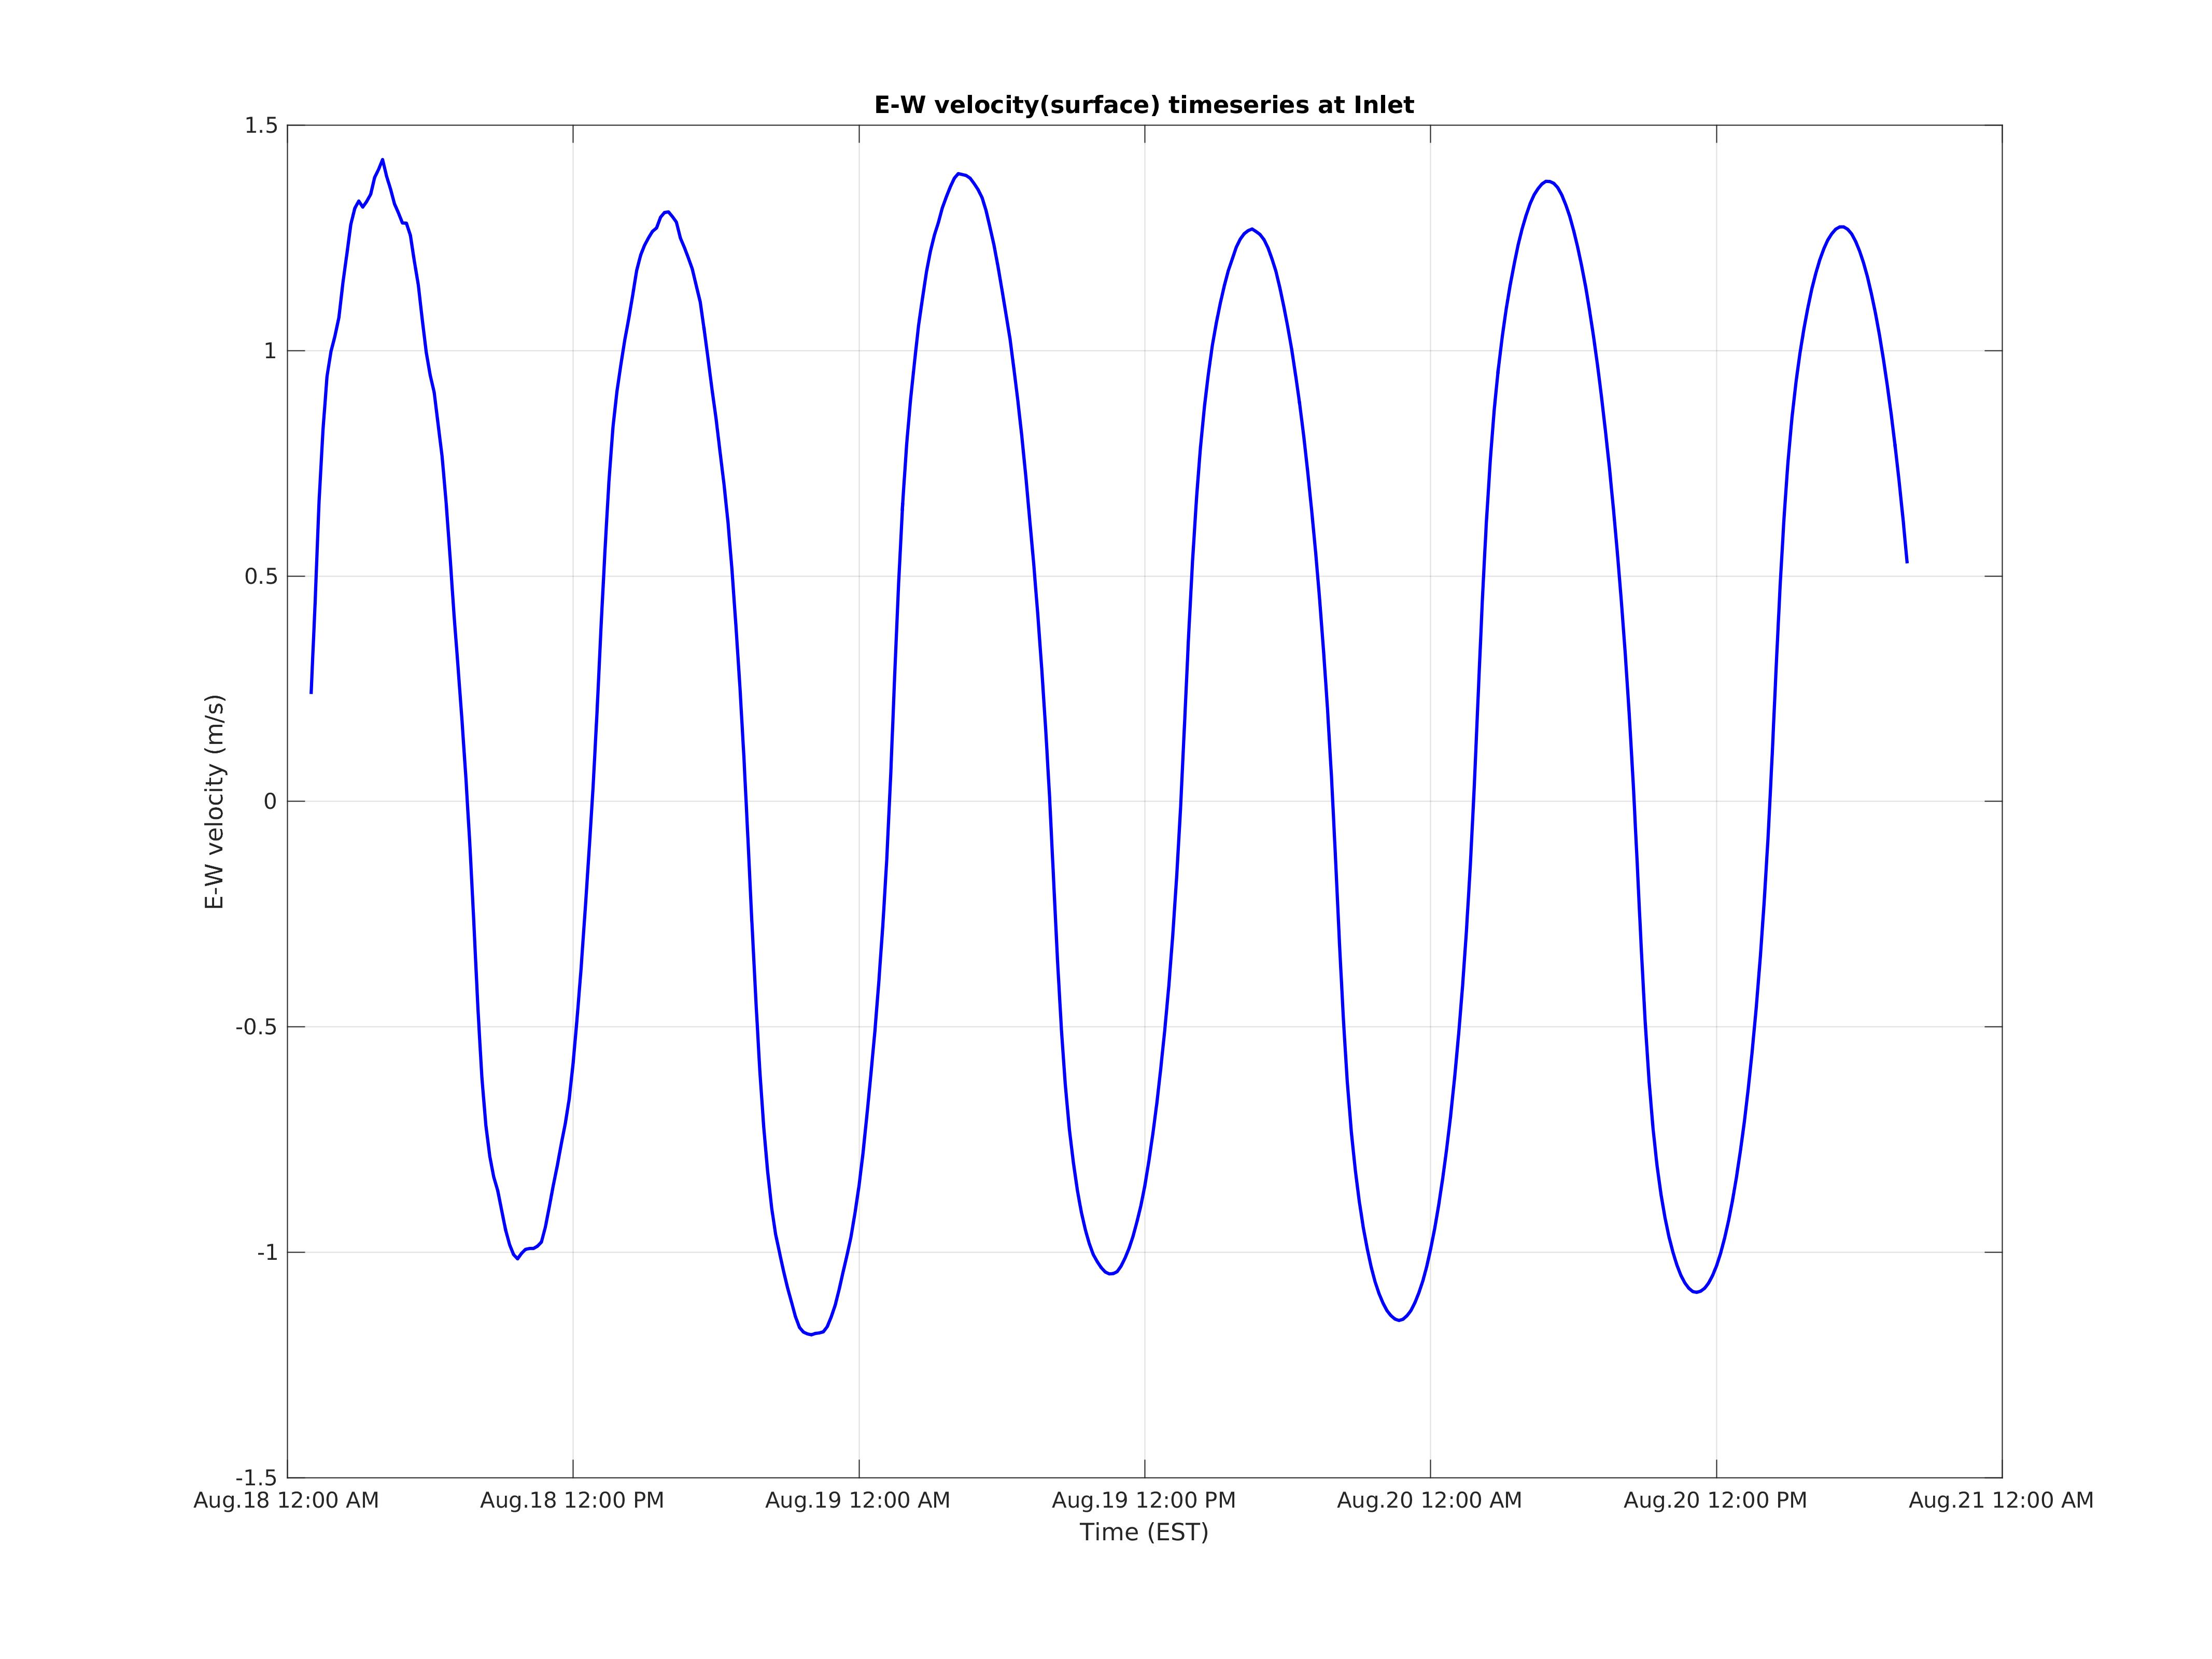 E-W velocity(surface) timeseries at Inlet
1.5
1
0.5
0
-0.5
-1
-1.5
E-W velocity (m/s)
Aug.18 12:00 AM Aug.18 12:00 PM Aug.19 12:00 AM Aug.19 12:00 PM Aug.20 12:00 AM Aug.20 12:00 PM Aug.21 12:00 AM
Time (EST)